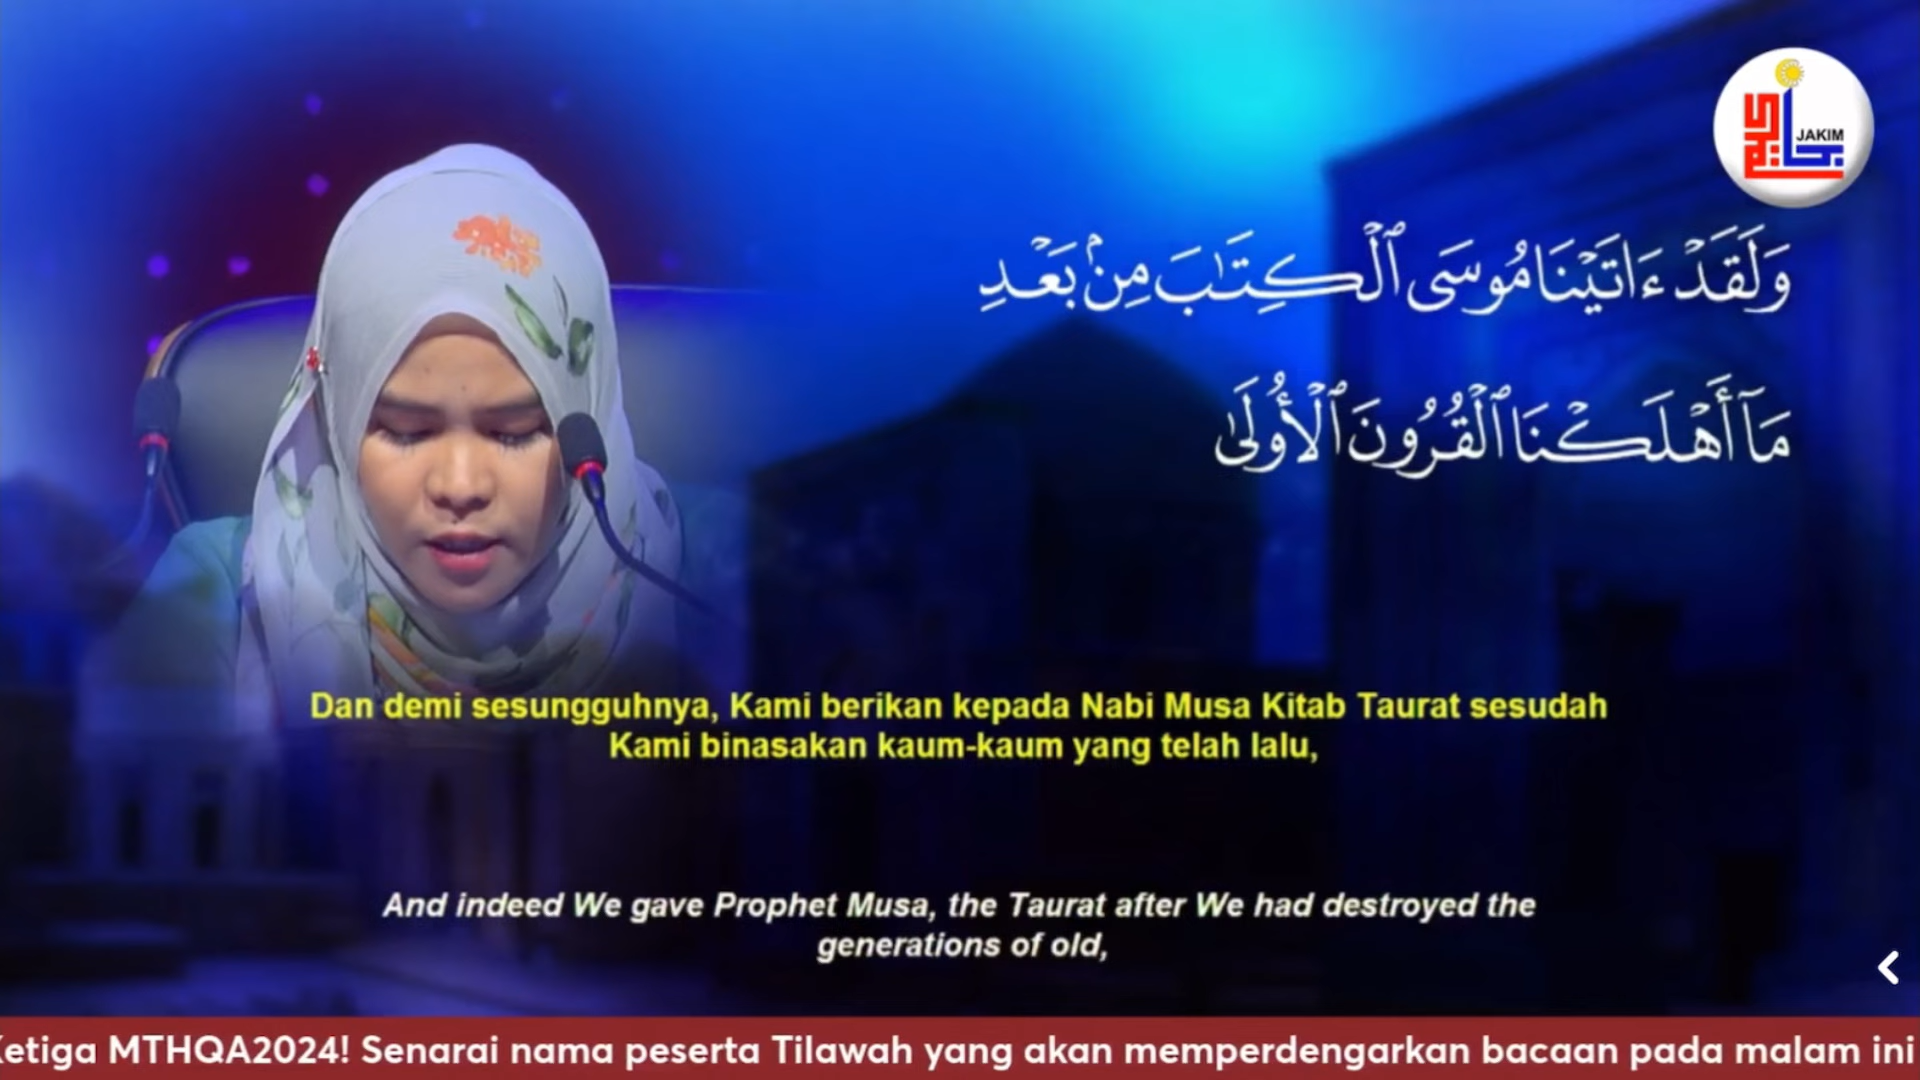 JAKIM
وَلَقَدۡ ءَاتَيۡنَا مُوسَى ٱلۡكِتَٰبَ مِنۢ بَعۡدِ
مَآ أَهۡلَكۡنَا ٱلۡقُرُونَ ٱلۡأُولَىٰ
Dan demi sesungguhnya, Kami berikan kepada Nabi Musa Kitab Taurat sesudah
Kami binasakan kaum-kaum yang telah lalu,
And indeed We gave Prophet Musa, the Taurat after We had destroyed the
generations of old,
Ketiga MTHQA2024! Senarai nama peserta Tilawah yang akan memperdengarkan bacaan pada malam ini